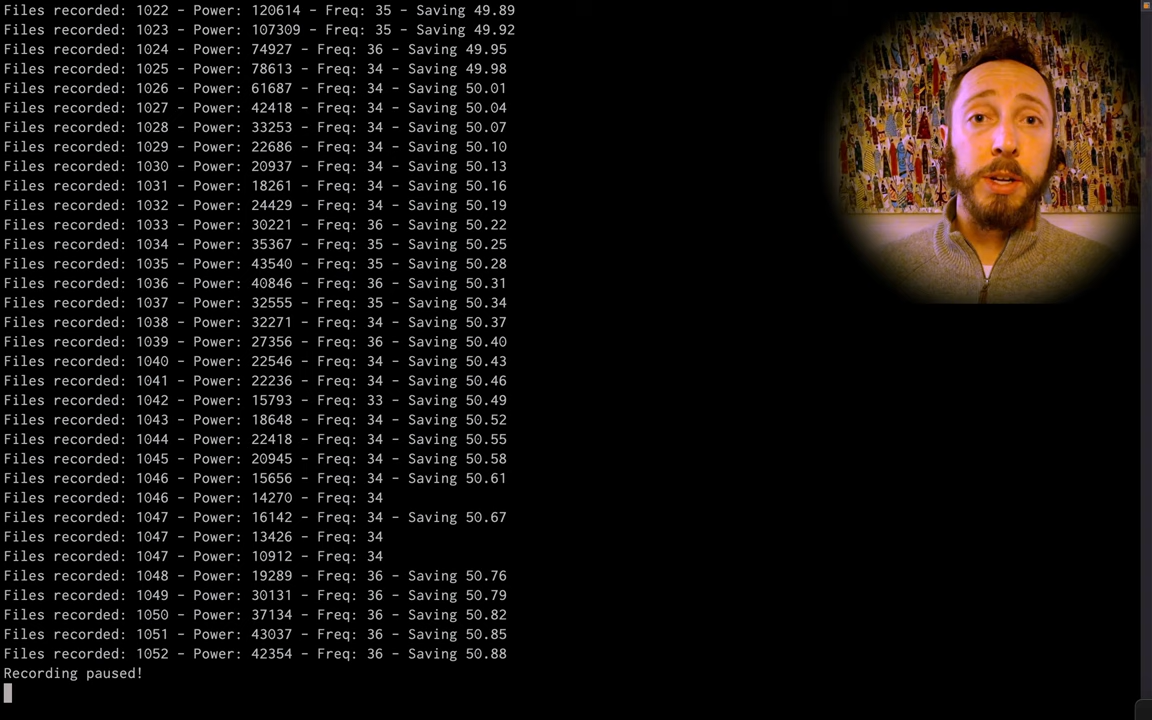 Files recorded: 1022 - Power: 120614 - Freq: 35 - Saving 49.89
Files recorded: 1023 - Power: 107309 - Freq: 35 - Saving 49.92
Files recorded: 1024 - Power: 74927 - Freq: 36 - Saving 49.95
Files recorded: 1025 - Power: 78613 - Freq: 34 - Saving 49.98
Files recorded: 1026 - Power: 61687 - Freq: 34 - Saving 50.01
Files recorded: 1027 - Power: 42418 - Freq: 34 - Saving 50.04
Files recorded: 1028 - Power: 33253 - Freq: 34 - Saving 50.07
Files recorded: 1029 - Power: 22686 - Freq: 34 - Saving 50.10
Files recorded: 1030 - Power: 20937 - Freq: 34 - Saving 50.13
Files recorded: 1031 - Power: 18261 - Freq: 34 - Saving 50.16
Files recorded: 1032 - Power: 24429 - Freq: 34 - Saving 50.19
Files recorded: 1033 - Power: 30221 - Freq: 36 - Saving 50.22
Files recorded: 1034 - Power: 35367 - Freq: 35 - Saving 50.25
Files recorded: 1035 - Power: 43540 - Freq: 35 - Saving 50.28
Files recorded: 1036 - Power: 40846 - Freq: 36 - Saving 50.31
Files recorded: 1037 - Power: 32555 - Freq: 35 - Saving 50.34
Files recorded: 1038 - Power: 32271 - Freq: 34 - Saving 50.37
Files recorded: 1039 - Power: 27356 - Freq: 36 - Saving 50.40
Files recorded: 1040 - Power: 22546 - Freq: 34 - Saving 50.43
Files recorded: 1041 - Power: 22236 - Freq: 34 - Saving 50.46
Files recorded: 1042 - Power: 15793 - Freq: 33 - Saving 50.49
Files recorded: 1043 - Power: 18648 - Freq: 34 - Saving 50.52
Files recorded: 1044 - Power: 22418 - Freq: 34 - Saving 50.55
Files recorded: 1045 - Power: 20945 - Freq: 34 - Saving 50.58
Files recorded: 1046 - Power: 15656 - Freq: 34 - Saving 50.61
Files recorded: 1046 - Power: 14270 - Freq: 34
Files recorded: 1047 - Power: 16142 - Freq: 34 - Saving 50.67
Files recorded: 1047 - Power: 13426 - Freq: 34
Files recorded: 1047 - Power: 10912 - Freq: 34
Files recorded: 1048 - Power: 19289 - Freq: 36 - Saving 50.76
Files recorded: 1049 - Power: 30131 - Freq: 36 - Saving 50.79
Files recorded: 1050 - Power: 37134 - Freq: 36 - Saving 50.82
Files recorded: 1051 - Power: 43037 - Freq: 36 - Saving 50.85
Files recorded: 1052 - Power: 42354 - Freq: 36 - Saving 50.88
Recording paused!